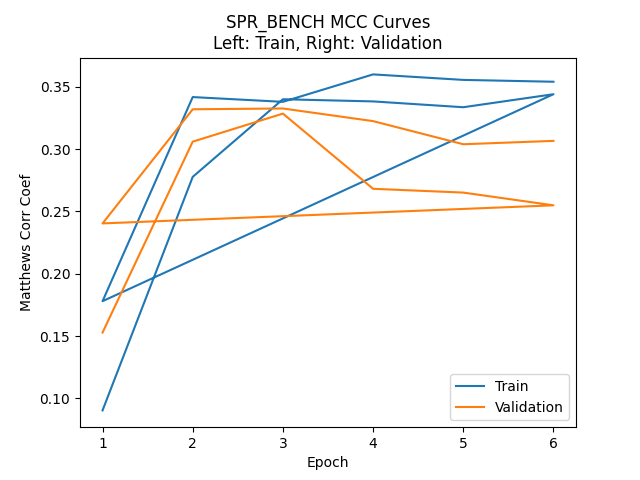 SPR_BENCH MCC Curves
Left: Train, Right: Validation
Matthews Corr Coef
0.35
0.30
0.25
0.20
0.15
0.10
Train
Validation
1 2 3 4 5 6
Epoch